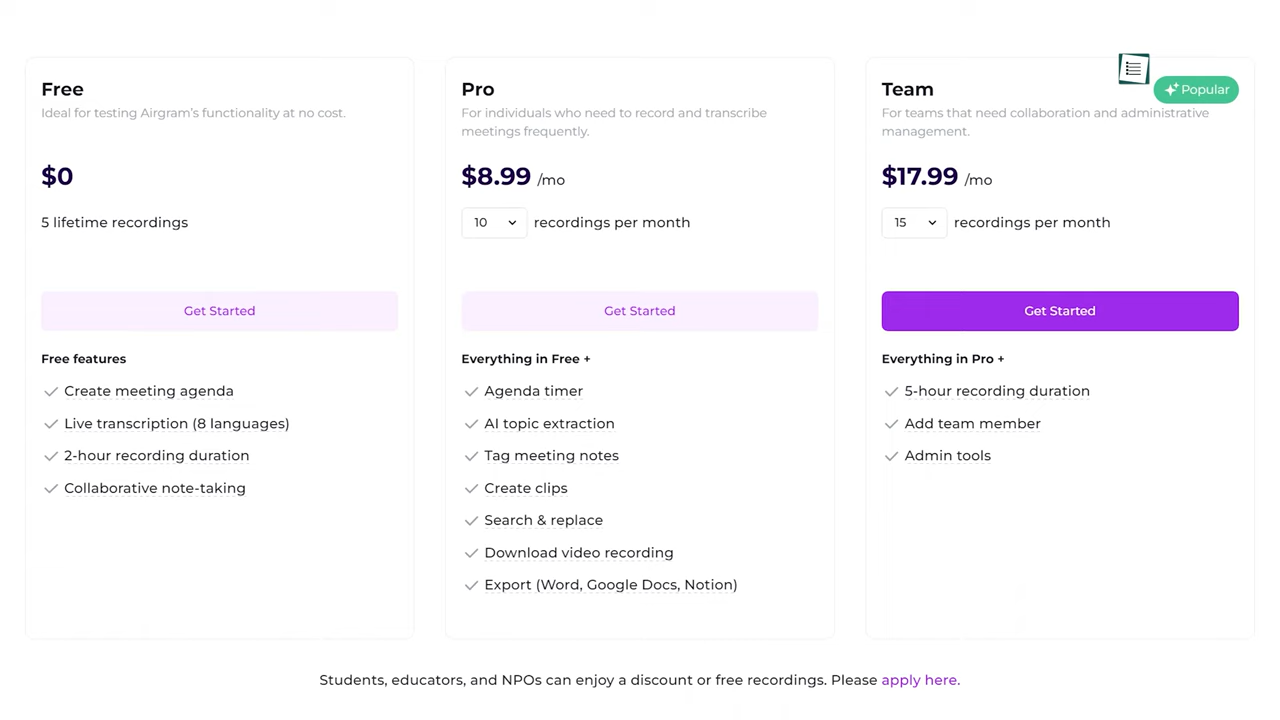 Free
Ideal for testing Airgram's functionality at no cost.
$0
5 lifetime recordings
Get Started
Free features
Create meeting agenda
Live transcription (8 languages)
2-hour recording duration
Collaborative note-taking
Pro
For individuals who need to record and transcribe
meetings frequently.
$8.99 /mo
10 recordings per month
Get Started
Everything in Free +
Agenda timer
AI topic extraction
Tag meeting notes
Create clips
Search & replace
Download video recording
Export (Word, Google Docs, Notion)
Team
Popular
For teams that need collaboration and administrative
management.
$17.99 /mo
15 recordings per month
Get Started
Everything in Pro +
5-hour recording duration
Add team member
Admin tools
Students, educators, and NPOs can enjoy a discount or free recordings. Please apply here.